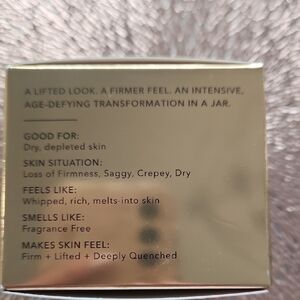 A LIFTED LOOK. A FIRMER FEEL. AN INTENSIVE,
AGE-DEFYING TRANSFORMATION IN A JAR.
GOOD FOR:
Dry, depleted skin
SKIN SITUATION:
Loss of Firmness, Saggy, Crepey, Dry
FEELS LIKE:
Whipped, rich, melts-into skin
SMELLS LIKE:
Fragrance Free
MAKES SKIN FEEL:
Firm + Lifted + Deeply Quenched